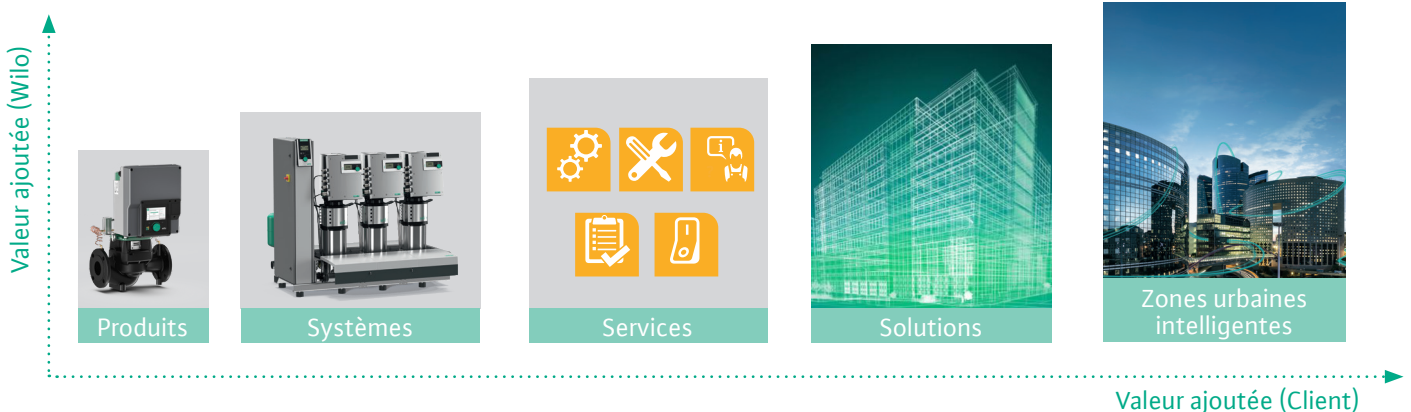 Valeur ajoutée (Wilo)
Produits
Systèmes
i
Services
Solutions
Zones urbaines
intelligentes
Valeur ajoutée (Client)